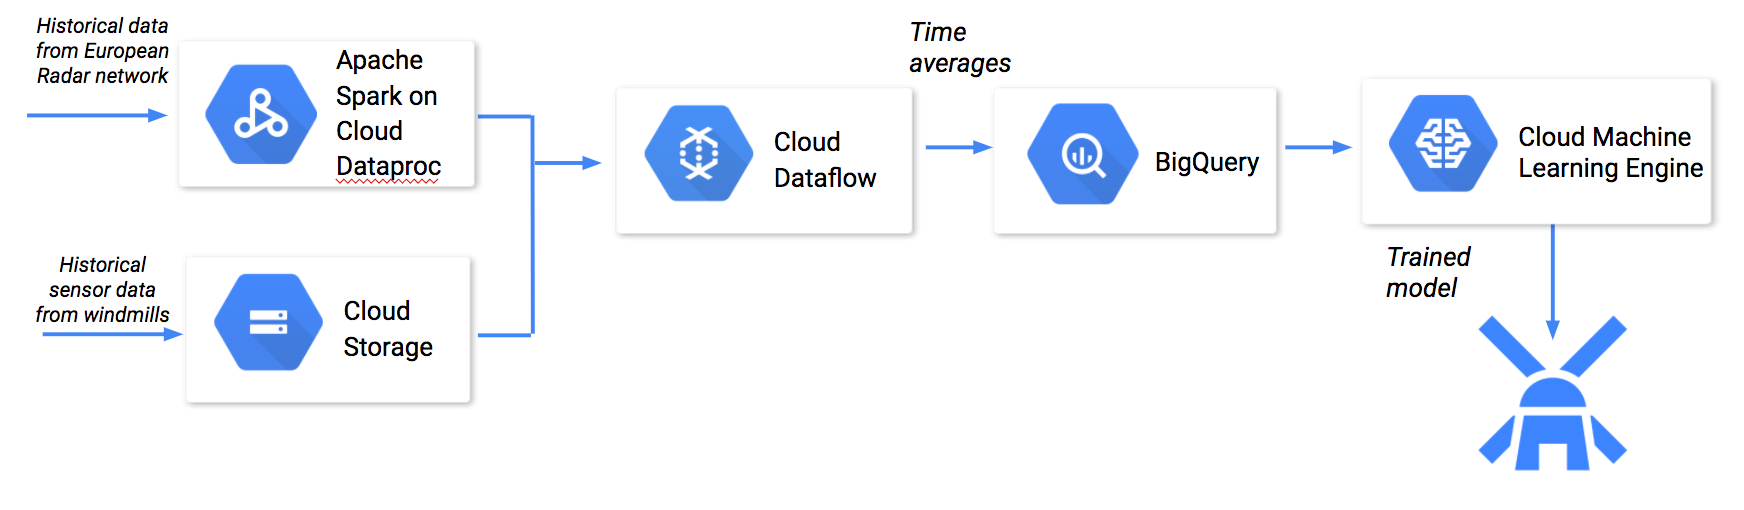 Historical data
from European
Radar network
Apache
Spark on
Cloud
Dataproc
Historical
sensor data
from windmills
Cloud
Storage
Cloud
Dataflow
Time
averages
BigQuery
Cloud Machine
Learning Engine
Trained
model